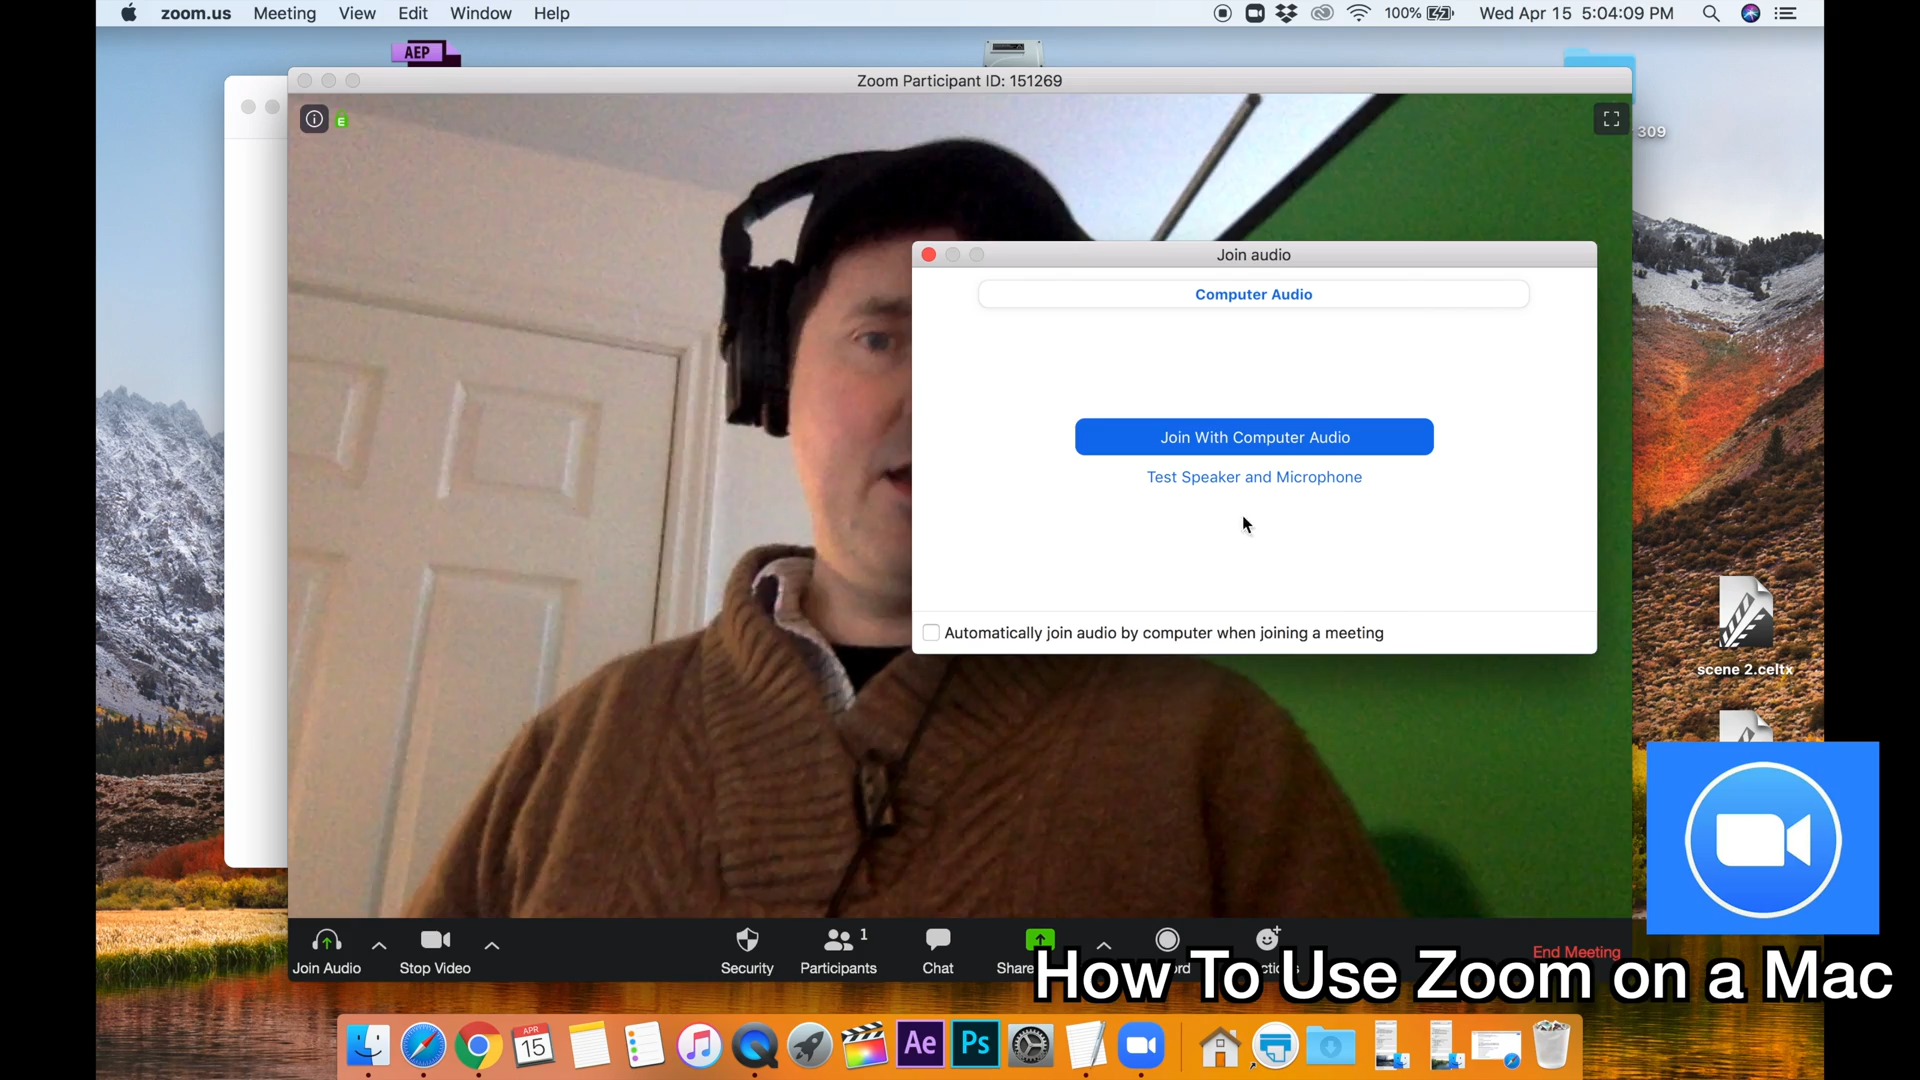 zoom.us Meeting View Edit Window Help 100% Wed Apr 15 5:04:09 PM
AEP
Zoom Participant ID: 151269
E
309
Join audio
Computer Audio
Join With Computer Audio
Test Speaker and Microphone
Automatically join audio by computer when joining a meeting
scene 2.celtx
1
End Meeting
Join Audio Stop Video Security Participants Chat Share
How To Use Zoom on a Mac
APR
15
Ae
Ps